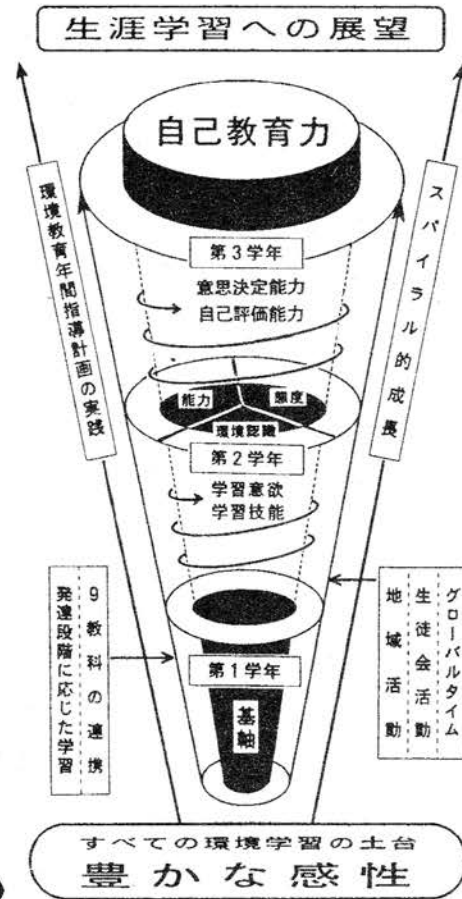 生涯学習への展望
自己教育力
環境教育年間指導計画の実践
スパイラル的成長
第3学年
意思決定能力
自己評価能力
能力
態度
環境認識
第2学年
学習意欲
学習技能
9教科の連携
発達段階に応じた学習
グローバルタイム
生徒会活動
地域活動
第1学年
基軸
すべての環境学習の土台
豊かな感性